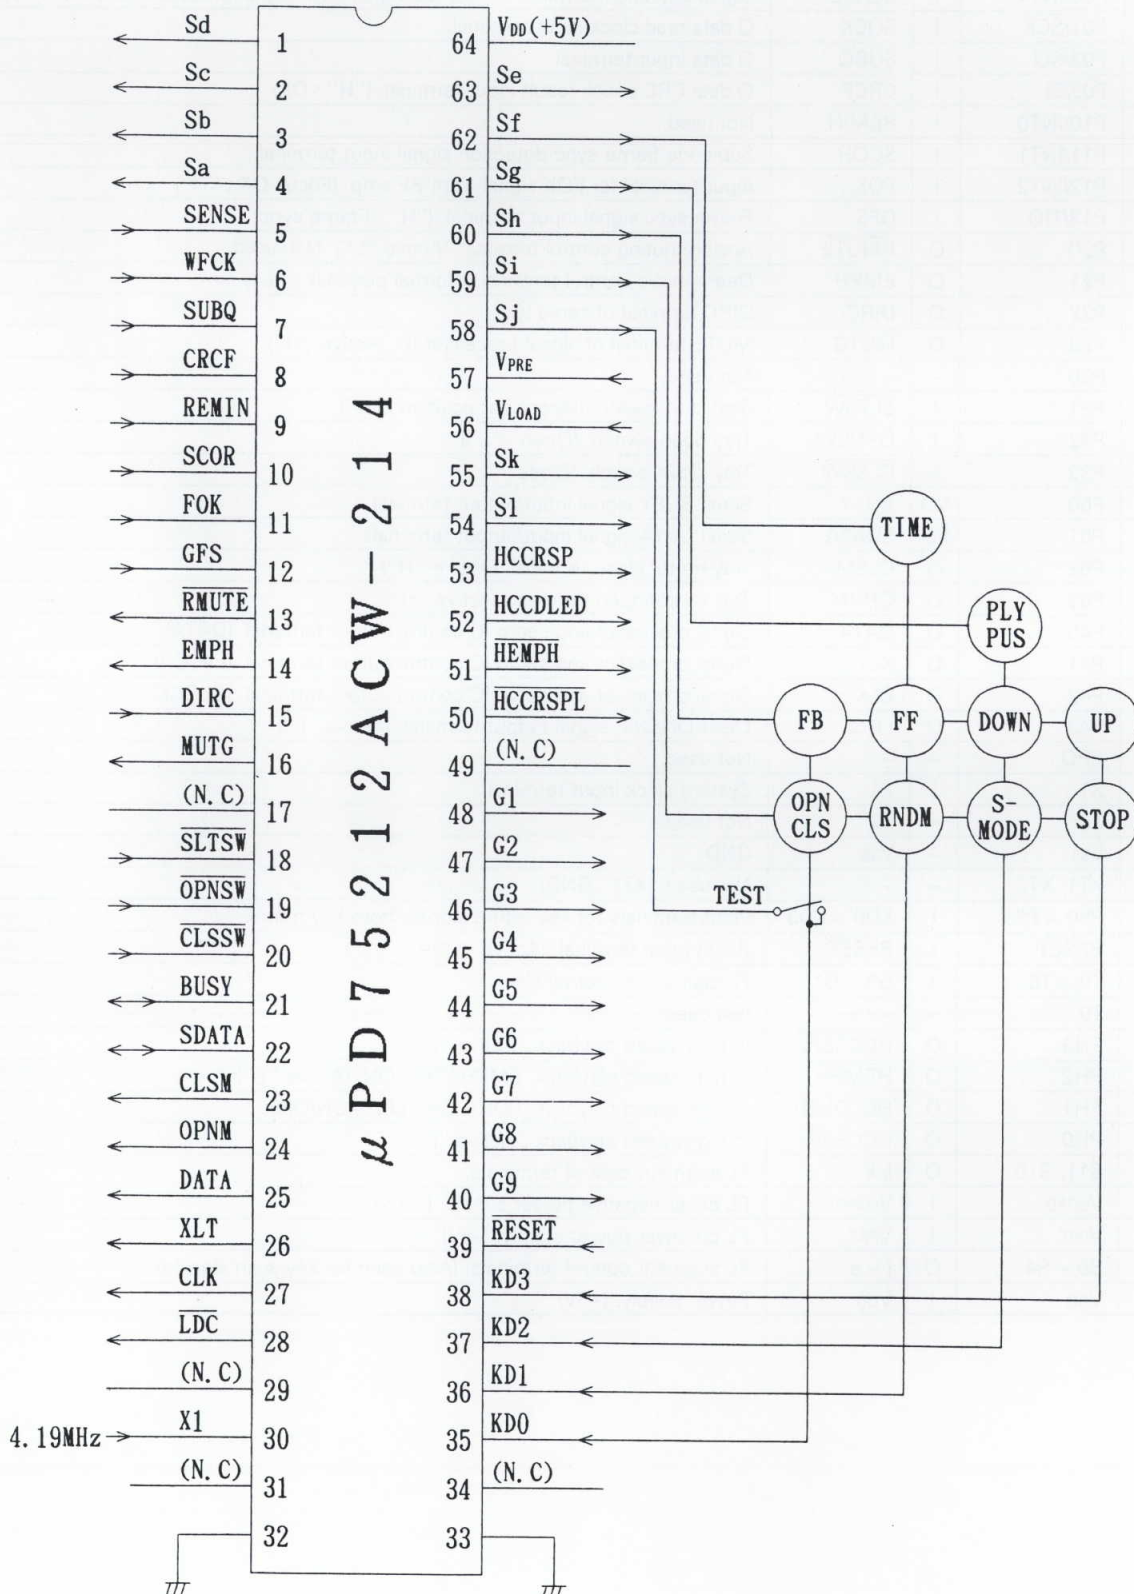 Sd 1
Sc 2
Sb 3
Sa 4
SENSE 5
WFCK 6
SUBQ 7
CRCF 8
REMIN 9
SCOR 10
FOK 11
GFS 12
RMUTE 13
EMPH 14
DIRC 15
MUTG 16
(N.C) 17
SLTSW 18
OPNSW 19
CLSSW 20
BUSY 21
SDATA 22
CLSM 23
OPNM 24
DATA 25
XLT 26
CLK 27
LDC 28
(N.C) 29
4.19MHz X1 30
(N.C) 31
32
μPD75212ACW-214
64 VDD(+5V)
63 Se
62 Sf
61 Sg
60 Sh
59 Si
58 Sj
57 VPRE
56 VLOAD
55 Sk
54 Sl
53 HCCRSP
52 HCCDLED
51 HEMPH
50 HCCRSPL
49 (N.C)
48 G1
47 G2
46 G3
45 G4
44 G5
43 G6
42 G7
41 G8
40 G9
39 RESET
38 KD3
37 KD2
36 KD1
35 KD0
34 (N.C)
33
TIME
PLY
PUS
FB FF DOWN UP
OPN
CLS
RNDM
S-
MODE
STOP
TEST